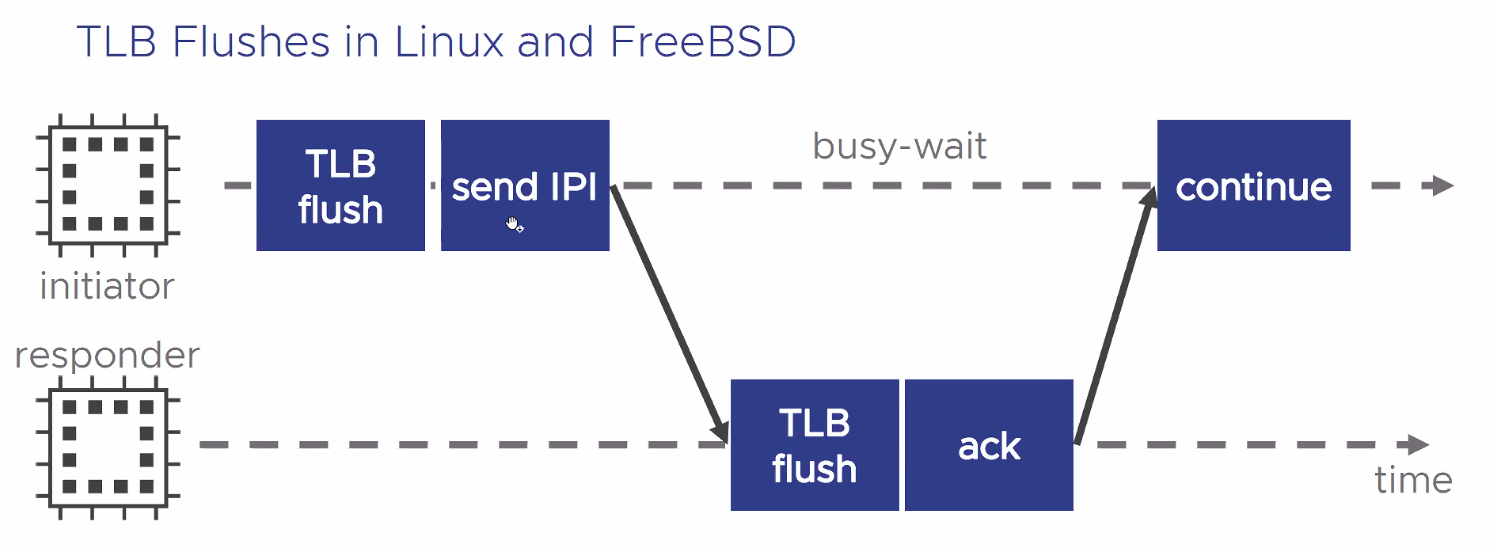 TLB Flushes in Linux and FreeBSD
TLB
flush
send IPI
busy-wait
continue
initiator
responder
TLB
flush
ack
time